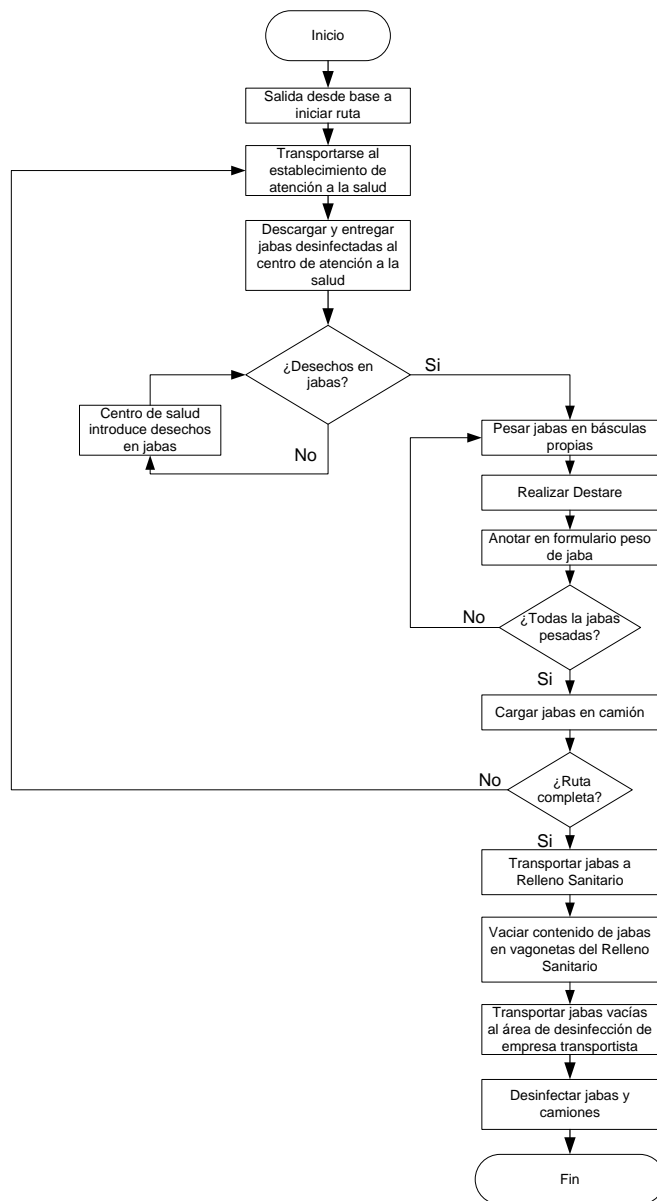 Inicio
Salida desde base a
iniciar ruta
Transportarse al
establecimiento de
atención a la salud
Descargar y entregar
jabas desinfectadas al
centro de atención a la
salud
¿Desechos en
jabas?
Si
Centro de salud
introduce desechos
en jabas
No
Pesar jabas en básculas
propias
Realizar Destare
Anotar en formulario peso
de jaba
¿Todas la jabas
pesadas?
No
Si
Cargar jabas en camión
¿Ruta
completa?
No
Si
Transportar jabas a
Relleno Sanitario
Vaciar contenido de jabas
en vagonetas del Relleno
Sanitario
Transportar jabas vacías
al área de desinfección de
empresa transportista
Desinfectar jabas y
camiones
Fin